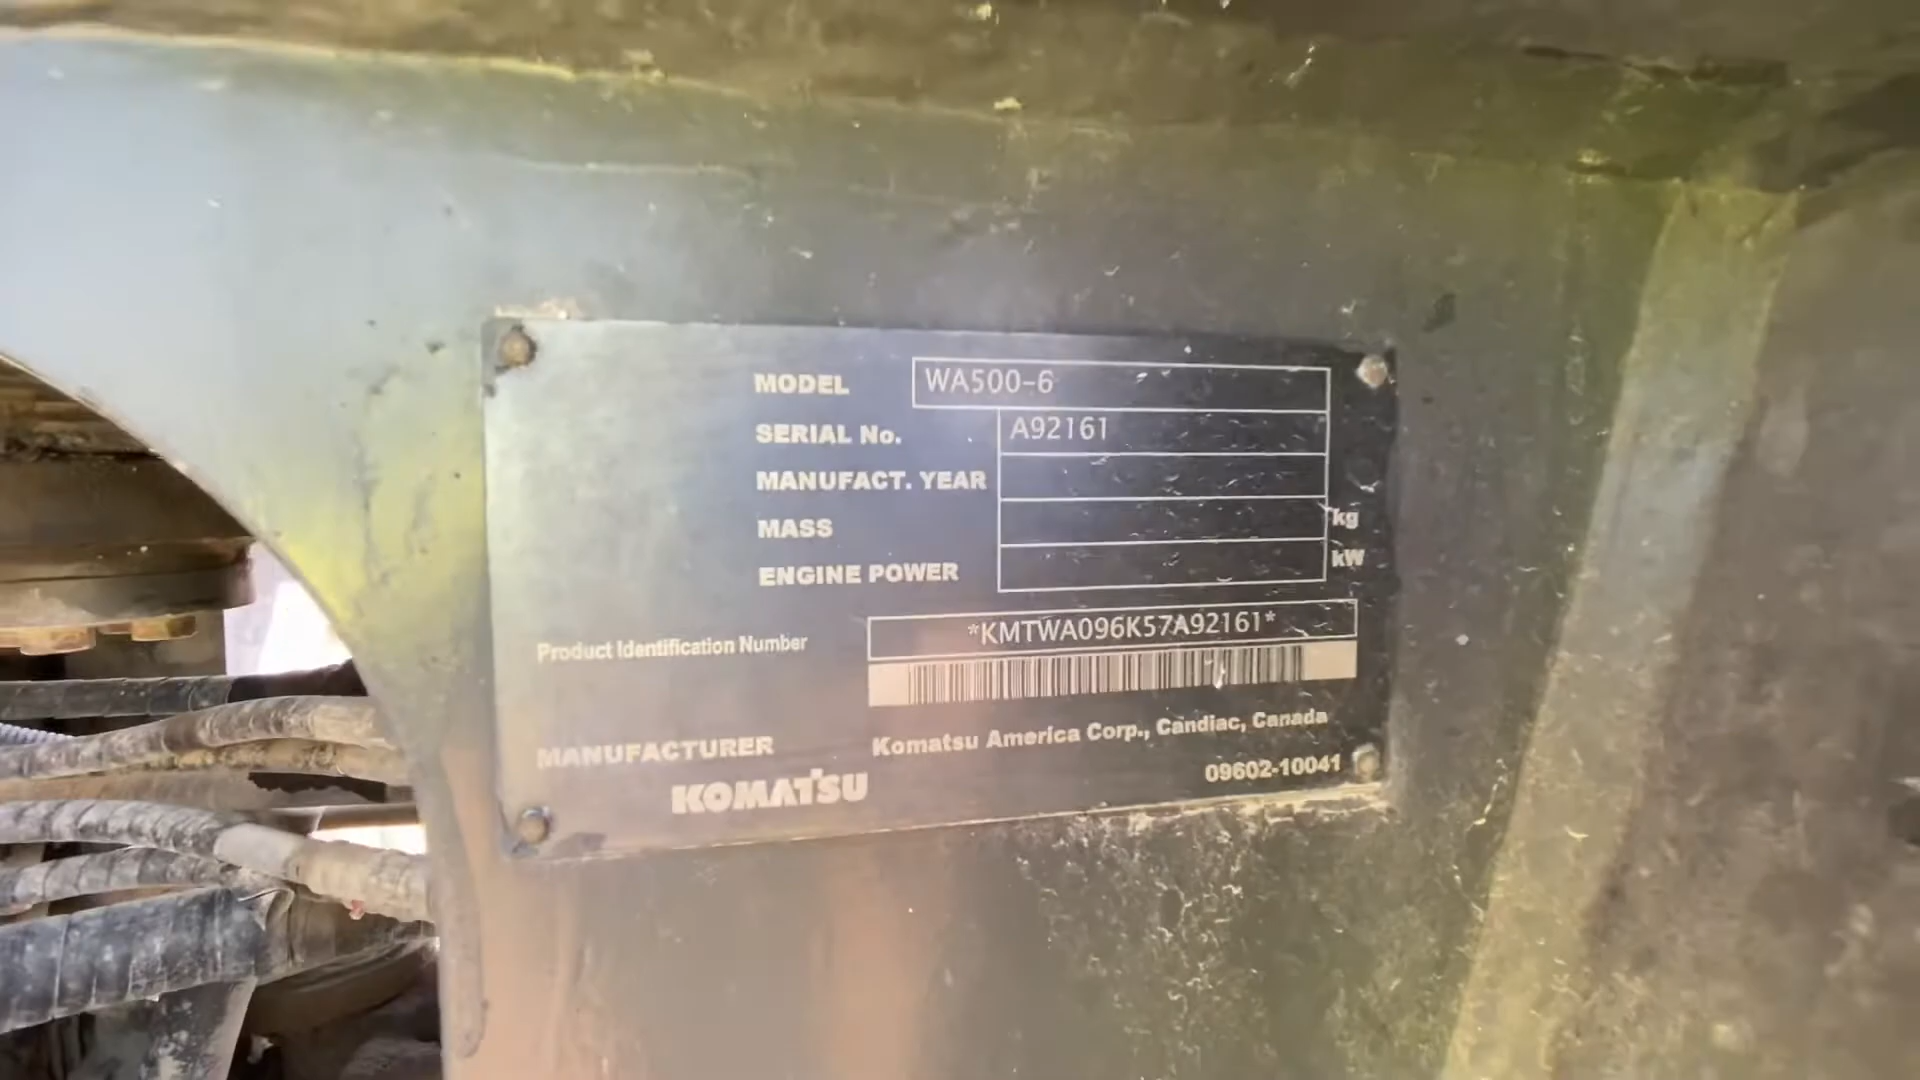 MODEL WA500-6
SERIAL No. A92161
MANUFACT. YEAR
MASS kg
ENGINE POWER kW
Product Identification Number *KMTWA096K57A92161*
MANUFACTURER Komatsu America Corp., Candiac, Canada
KOMATSU 09602-10041